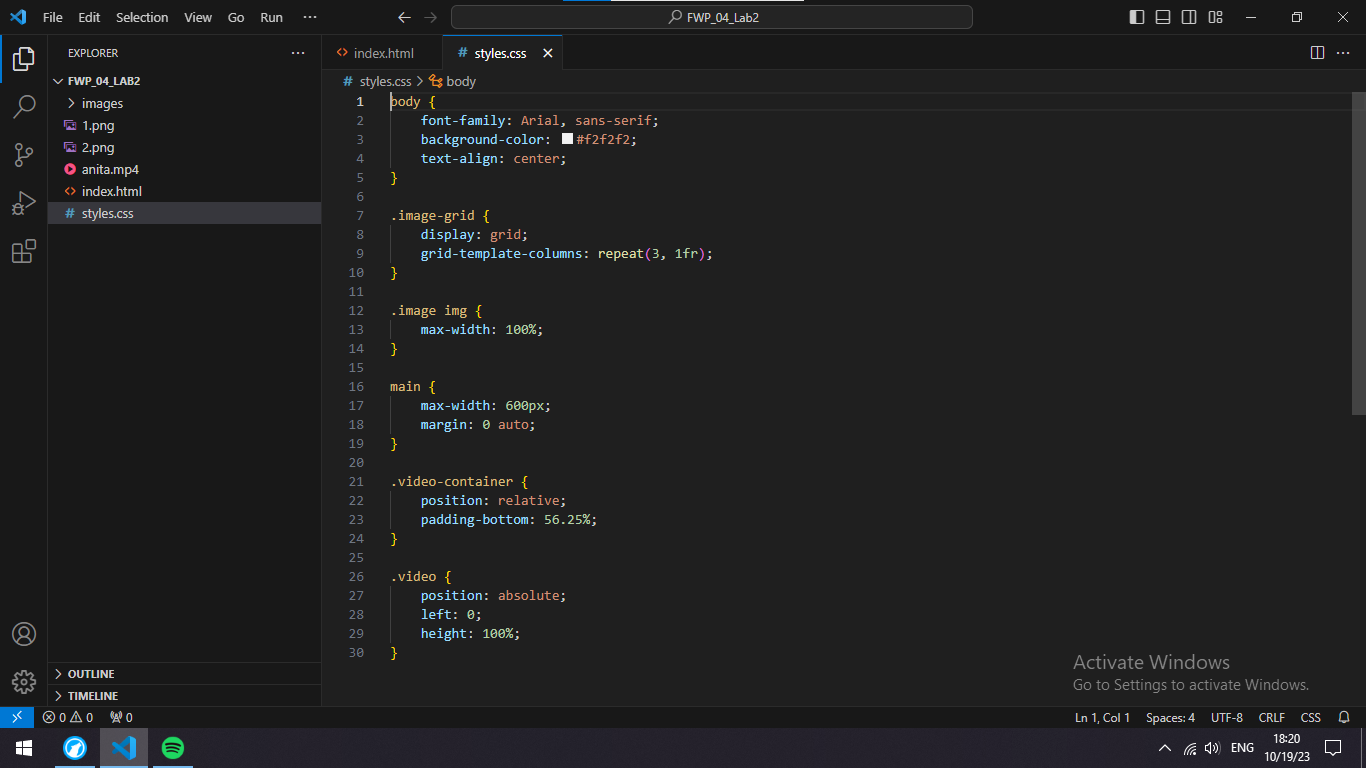 File Edit Selection View Go Run ···
FWP_04_Lab2
EXPLORER ···
FWP_04_LAB2
images
1.png
2.png
anita.mp4
index.html
styles.css
OUTLINE
TIMELINE
index.html
# styles.css
# styles.css > body
1 body {
2 font-family: Arial, sans-serif;
3 background-color: #f2f2f2;
4 text-align: center;
5 }
6
7 .image-grid {
8 display: grid;
9 grid-template-columns: repeat(3, 1fr);
10 }
11
12 .image img {
13 max-width: 100%;
14 }
15
16 main {
17 max-width: 600px;
18 margin: 0 auto;
19 }
20
21 .video-container {
22 position: relative;
23 padding-bottom: 56.25%;
24 }
25
26 .video {
27 position: absolute;
28 left: 0;
29 height: 100%;
30 }
Activate Windows
Go to Settings to activate Windows.
0 0 0
Ln 1, Col 1 Spaces: 4 UTF-8 CRLF CSS
ENG
18:20
10/19/23